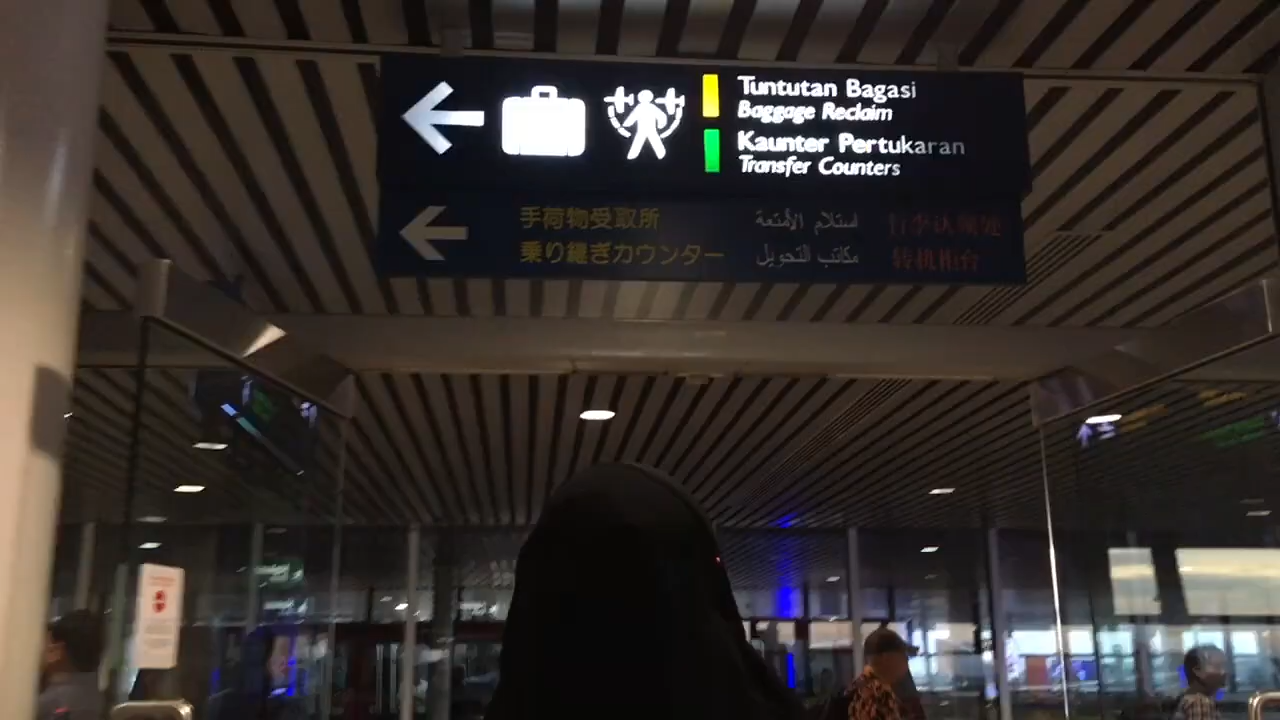 Tuntutan Bagasi
Baggage Reclaim
Kaunter Pertukaran
Transfer Counters
手荷物受取所
乗り継ぎカウンター
استلام الأمتعة
مكاتب التحويل
行李认领处
转机柜台